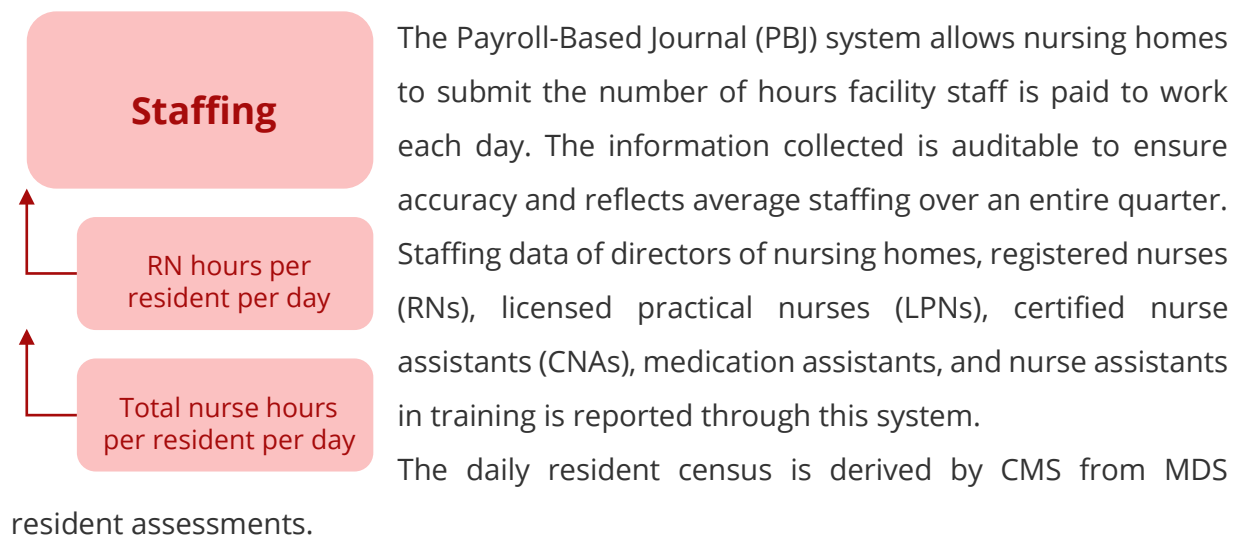 Staffing
RN hours per
resident per day
Total nurse hours
per resident per day
The Payroll-Based Journal (PBJ) system allows nursing homes
to submit the number of hours facility staff is paid to work
each day. The information collected is auditable to ensure
accuracy and reflects average staffing over an entire quarter.
Staffing data of directors of nursing homes, registered nurses
(RNs), licensed practical nurses (LPNs), certified nurse
assistants (CNAs), medication assistants, and nurse assistants
in training is reported through this system.
The daily resident census is derived by CMS from MDS
resident assessments.